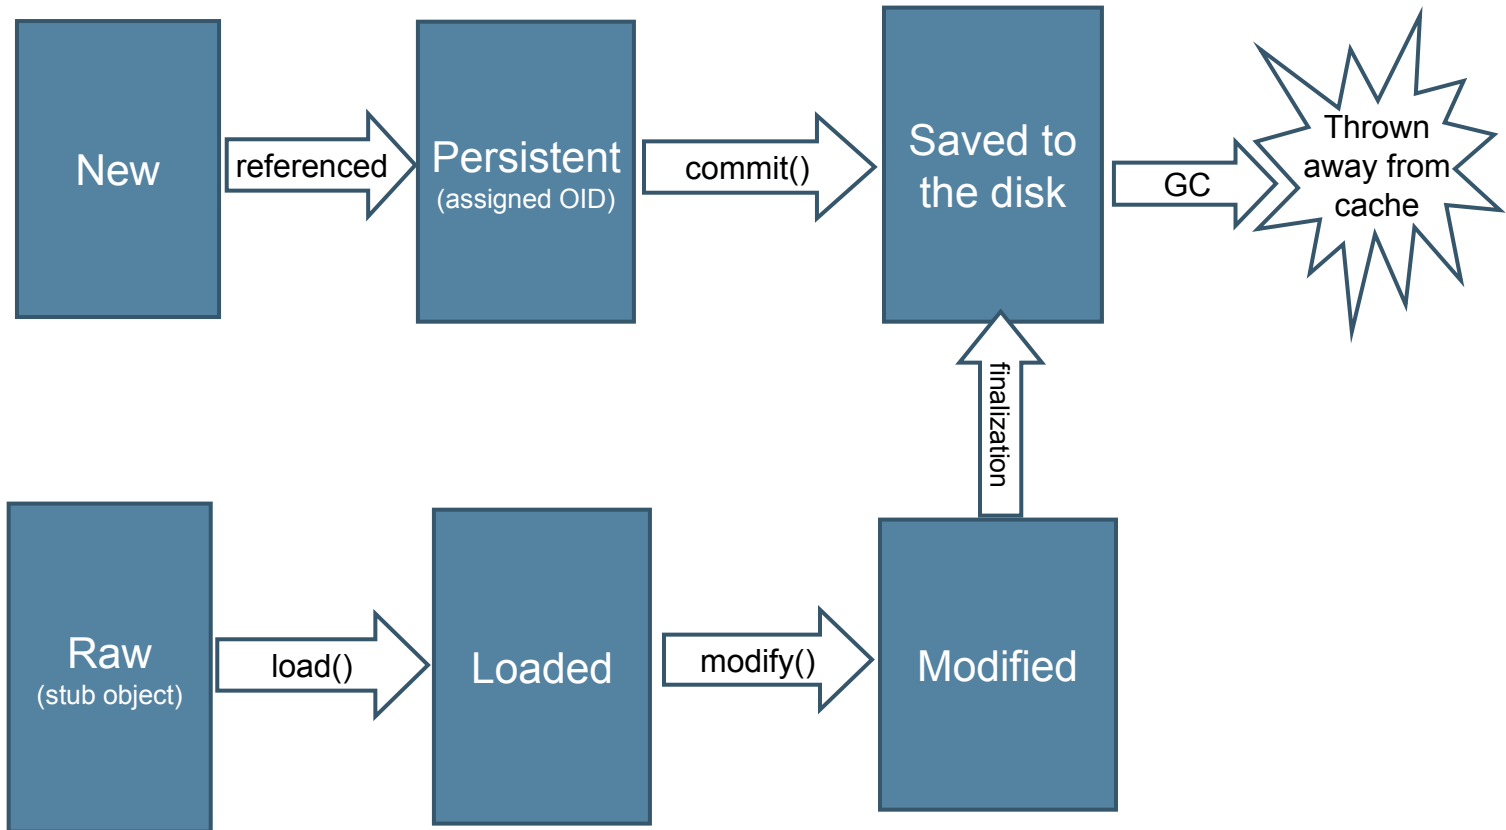 New
referenced
Persistent
(assigned OID)
commit()
Saved to
the disk
GC
Thrown
away from
cache
finalization
Raw
(stub object)
load()
Loaded
modify()
Modified